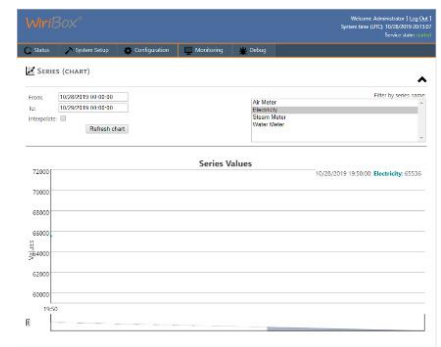 WiriBox®
Welcome Administrator [ Log Out ]
System time (UTC): 10/28/2019 20:13:07
Service state:
Status
System Setup
Configuration
Monitoring
Debug
SERIES (CHART)
From: 10/28/2019 00:00:00
To: 10/29/2019 00:00:00
Interpolate:
Refresh chart
Filter by series name
Air Meter
Electricity
Steam Meter
Water Meter
Series Values
10/28/2019 19:50:00: Electricity: 65536
72000
70000
68000
66000
64000
62000
60000
Values
19:50